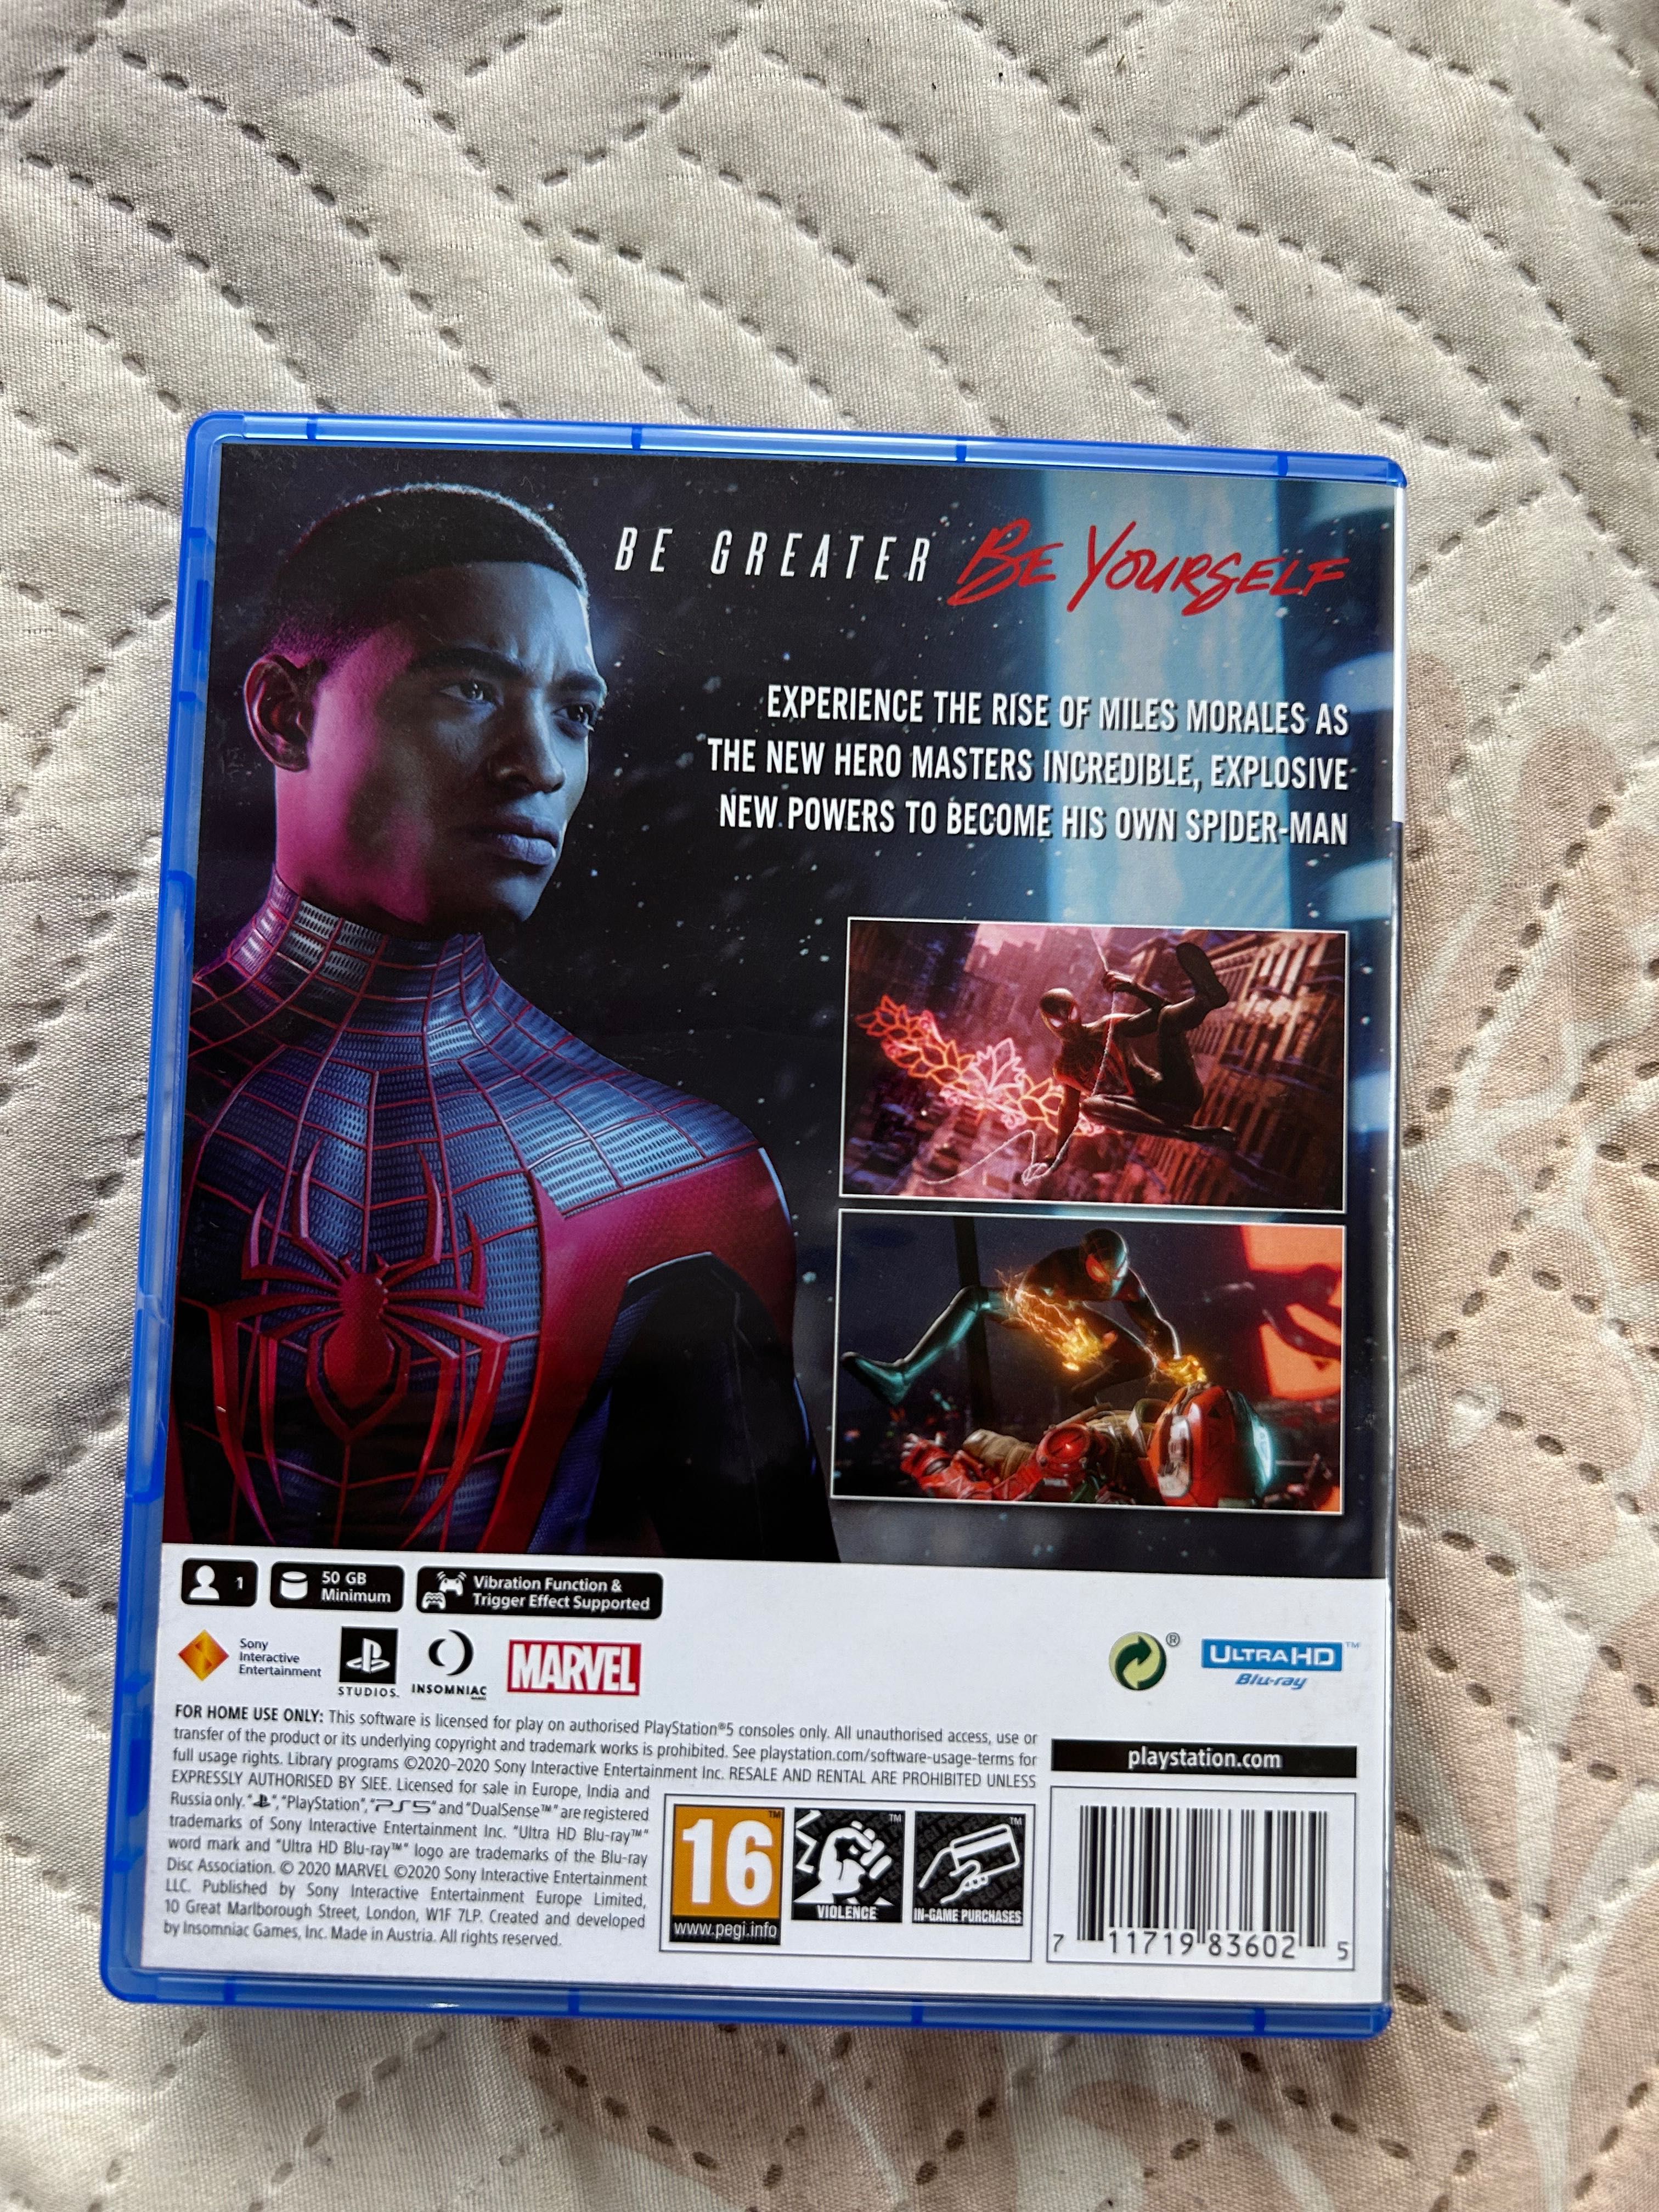 BE GREATER BE YOURSELF
EXPERIENCE THE RISE OF MILES MORALES AS
THE NEW HERO MASTERS INCREDIBLE, EXPLOSIVE
NEW POWERS TO BECOME HIS OWN SPIDER-MAN
1
50 GB
Minimum
Vibration Function &
Trigger Effect Supported
Sony
Interactive
Entertainment
STUDIOS.
INSOMNIAC
GAMES
MARVEL
®
ULTRA HD™
Blu-ray
FOR HOME USE ONLY: This software is licensed for play on authorised PlayStation®5 consoles only. All unauthorised access, use or
transfer of the product or its underlying copyright and trademark works is prohibited. See playstation.com/software-usage-terms for
full usage rights. Library programs ©2020-2020 Sony Interactive Entertainment Inc. RESALE AND RENTAL ARE PROHIBITED UNLESS
EXPRESSLY AUTHORISED BY SIEE. Licensed for sale in Europe, India and
Russia only. "", "PlayStation", "PS5" and "DualSense™" are registered
trademarks of Sony Interactive Entertainment Inc. "Ultra HD Blu-ray™"
word mark and "Ultra HD Blu-ray™" logo are trademarks of the Blu-ray
Disc Association. © 2020 MARVEL ©2020 Sony Interactive Entertainment
LLC. Published by Sony Interactive Entertainment Europe Limited,
10 Great Marlborough Street, London, W1F 7LP. Created and developed
by Insomniac Games, Inc. Made in Austria. All rights reserved.
playstation.com
16™
www.pegi.info
™
VIOLENCE
™
IN-GAME PURCHASES
7 11719 83602 5